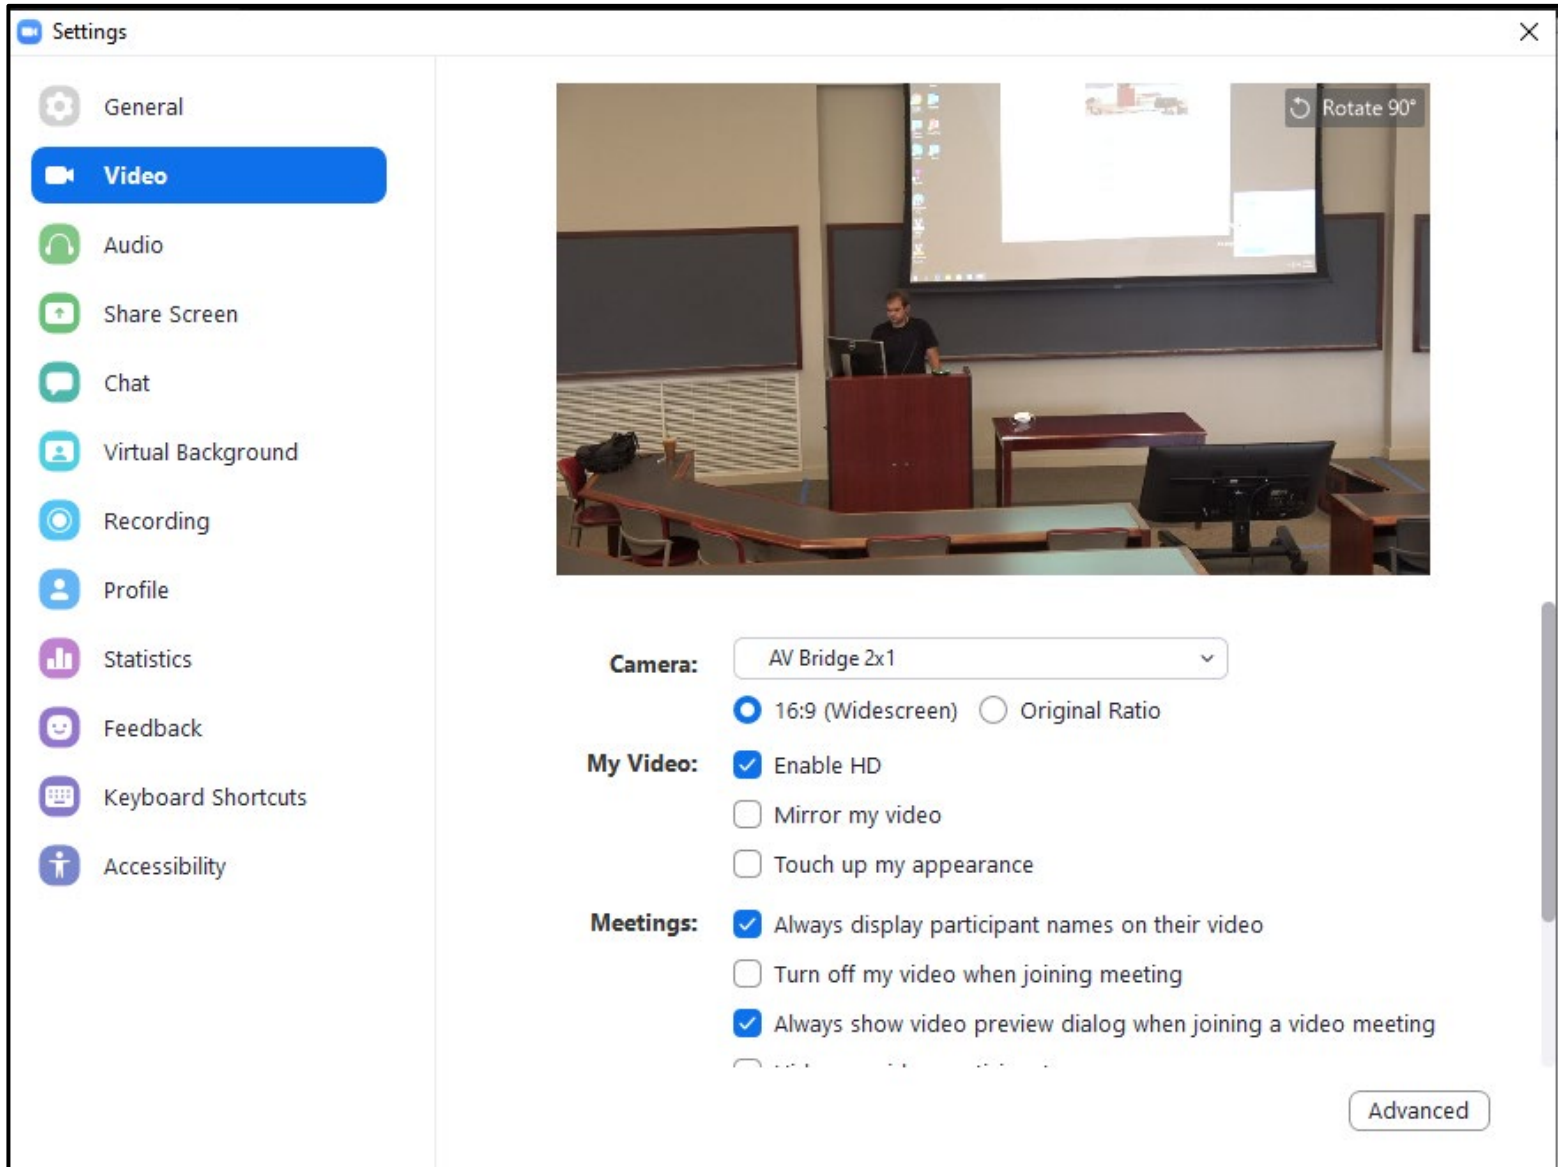 Settings
General
Video
Audio
Share Screen
Chat
Virtual Background
Recording
Profile
Statistics
Feedback
Keyboard Shortcuts
Accessibility
Rotate 90°
Camera: AV Bridge 2x1
16:9 (Widescreen) Original Ratio
My Video: Enable HD
Mirror my video
Touch up my appearance
Meetings: Always display participant names on their video
Turn off my video when joining meeting
Always show video preview dialog when joining a video meeting
Advanced